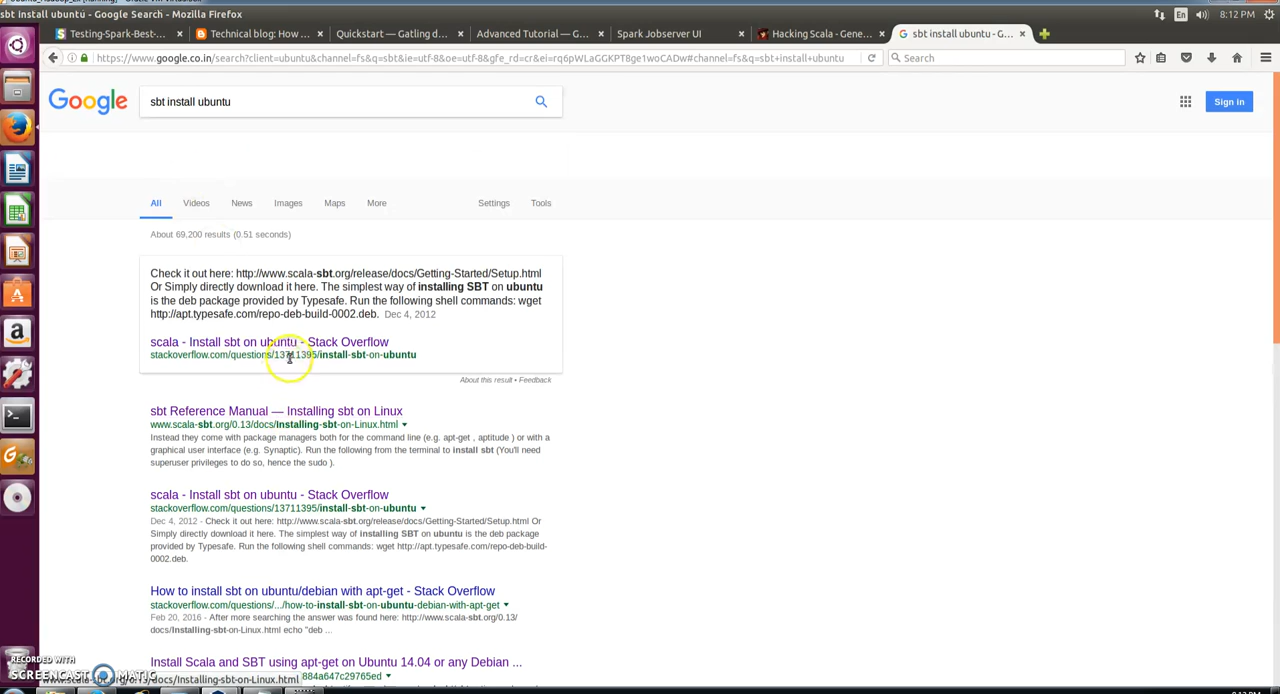 sbt install ubuntu - Google Search - Mozilla Firefox
En
8:12 PM
Testing-Spark-Best-...
Technical blog: How ...
Quickstart — Gatling d...
Advanced Tutorial — G...
Spark Jobserver UI
Hacking Scala - Gene...
sbt install ubuntu - G...
https://www.google.co.in/search?client=ubuntu&channel=fs&q=sbt&ie=utf-8&oe=utf-8&gfe_rd=cr&ei=rq6pWLaGGKPT8ge1woCADw#channel=fs&q=sbt+install+ubuntu
Search
Google
sbt install ubuntu
Sign in
All
Videos
News
Images
Maps
More
Settings
Tools
About 69,200 results (0.51 seconds)
Check it out here: http://www.scala-sbt.org/release/docs/Getting-Started/Setup.html
Or Simply directly download it here. The simplest way of installing SBT on ubuntu
is the deb package provided by Typesafe. Run the following shell commands: wget
http://apt.typesafe.com/repo-deb-build-0002.deb. Dec 4, 2012
scala - Install sbt on ubuntu - Stack Overflow
stackoverflow.com/questions/13711395/install-sbt-on-ubuntu
About this result • Feedback
sbt Reference Manual — Installing sbt on Linux
www.scala-sbt.org/0.13/docs/Installing-sbt-on-Linux.html
Instead they come with package managers both for the command line (e.g. apt-get , aptitude ) or with a
graphical user interface (e.g. Synaptic). Run the following from the terminal to install sbt (You'll need
superuser privileges to do so, hence the sudo ).
scala - Install sbt on ubuntu - Stack Overflow
stackoverflow.com/questions/13711395/install-sbt-on-ubuntu
Dec 4, 2012 - Check it out here: http://www.scala-sbt.org/release/docs/Getting-Started/Setup.html Or
Simply directly download it here. The simplest way of installing SBT on ubuntu is the deb package
provided by Typesafe. Run the following shell commands: wget http://apt.typesafe.com/repo-deb-build-
0002.deb.
How to install sbt on ubuntu/debian with apt-get - Stack Overflow
stackoverflow.com/questions/.../how-to-install-sbt-on-ubuntu-debian-with-apt-get
Feb 20, 2016 - After more searching the answer was found here: http://www.scala-sbt.org/0.13/
docs/Installing-sbt-on-Linux.html echo "deb ...
Install Scala and SBT using apt-get on Ubuntu 14.04 or any Debian ...
884a647c29765ed
RECORDED WITH
SCREENCAST MATIC
www.scala-sbt.org/0.13/docs/Installing-sbt-on-Linux.html